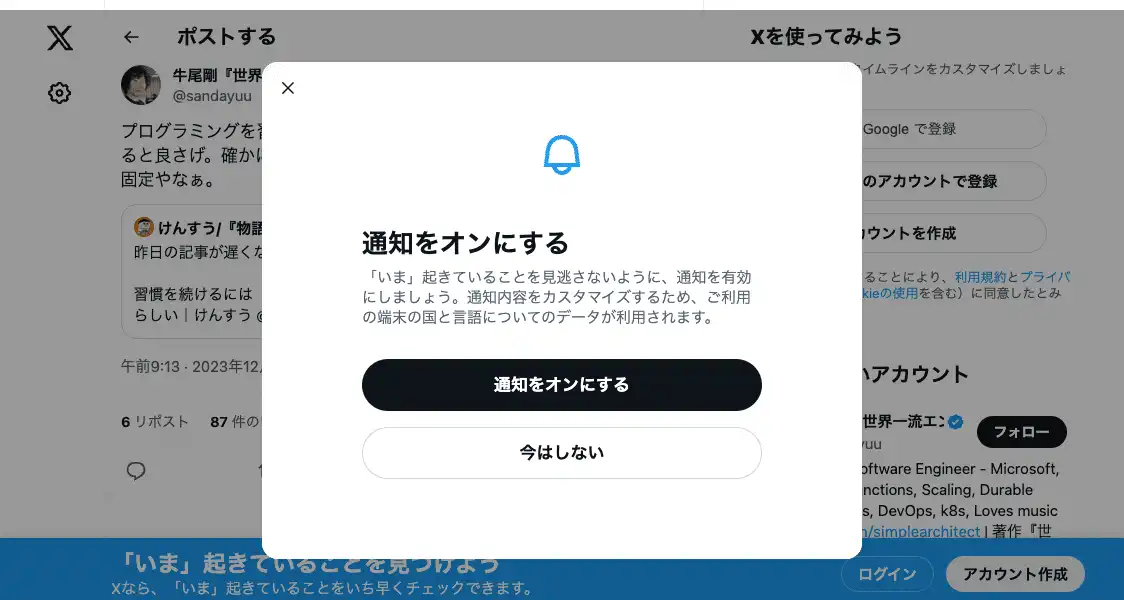 ポストする
牛尾剛『世界
@sandayuu
プログラミングを
ると良さげ。確かに
固定やなぁ。
けんすう/『物語
昨日の記事が遅くな
習慣を続けるには
らしい｜けんすう
午前9:13 · 2023年12
6 リポスト 87 件の
通知をオンにする
「いま」起きていることを見逃さないように、通知を有効
にしましょう。通知内容をカスタマイズするため、ご利用
の端末の国と言語についてのデータが利用されます。
通知をオンにする
今はしない
Xを使ってみよう
イムラインをカスタマイズしましょ
Google で登録
のアカウントで登録
カウントを作成
ることにより、利用規約とプライバ
kieの使用を含む）に同意したとみ
いアカウント
世界一流エン
yuu
フォロー
oftware Engineer - Microsoft,
nctions, Scaling, Durable
s, DevOps, k8s, Loves music
n/simplearchitect | 著作『世
「いま」起きていることを見つけよう
Xなら、「いま」起きていることをいち早くチェックできます。
ログイン
アカウント作成